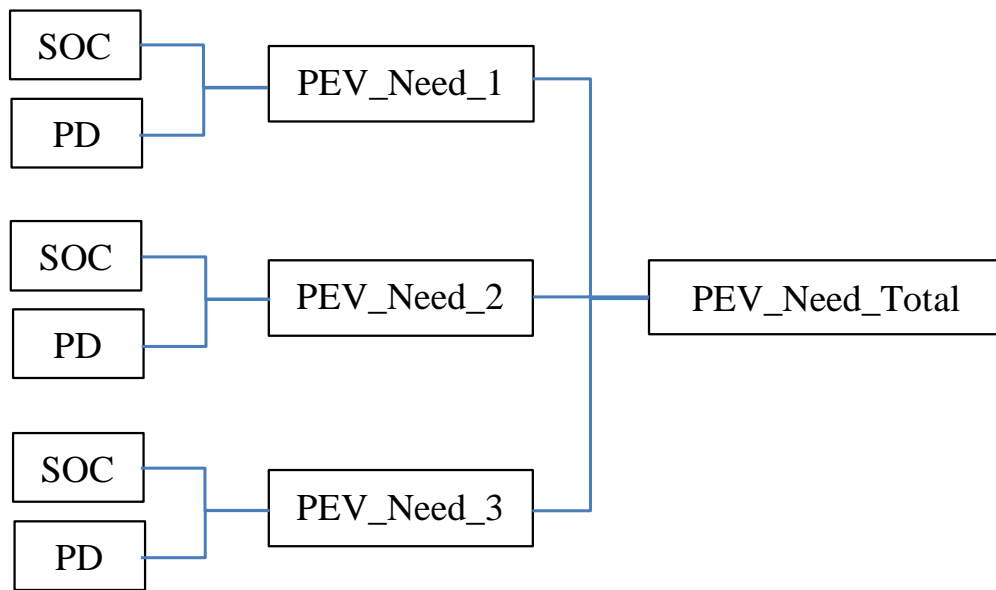 SOC
PD
PEV_Need_1
SOC
PD
PEV_Need_2
SOC
PD
PEV_Need_3
PEV_Need_Total